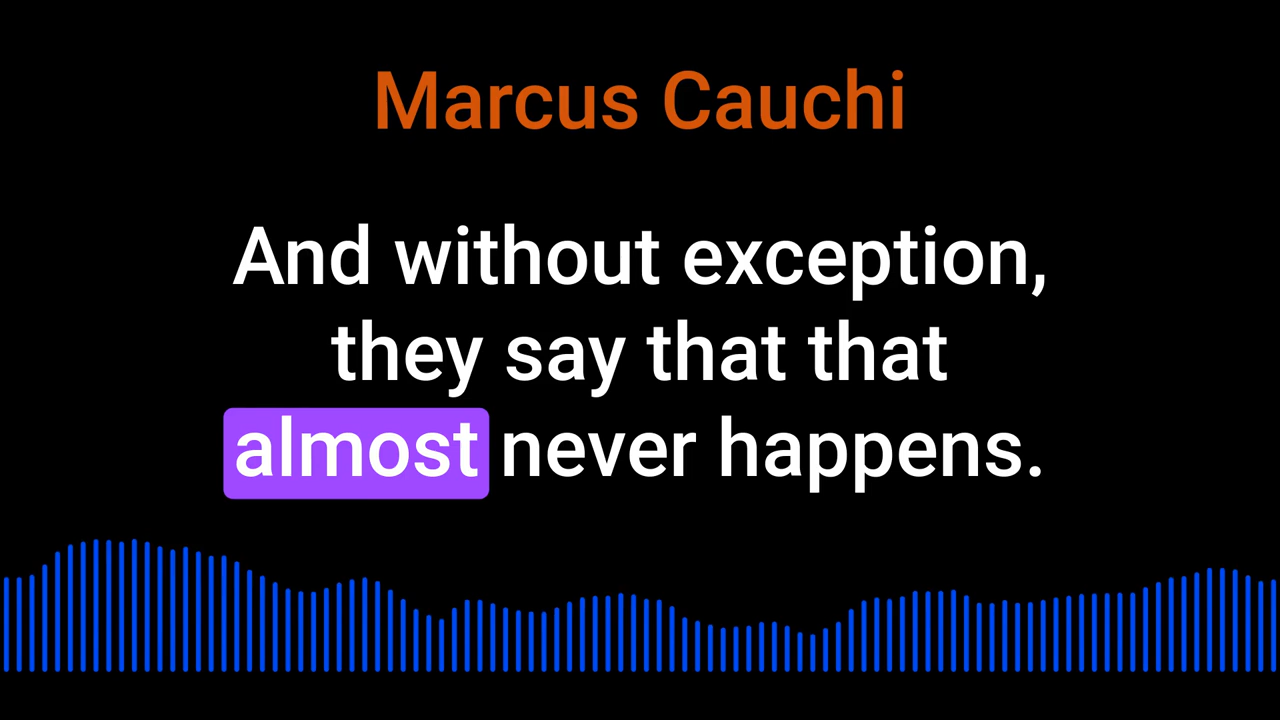 Marcus Cauchi
And without exception,
they say that that
almost never happens.